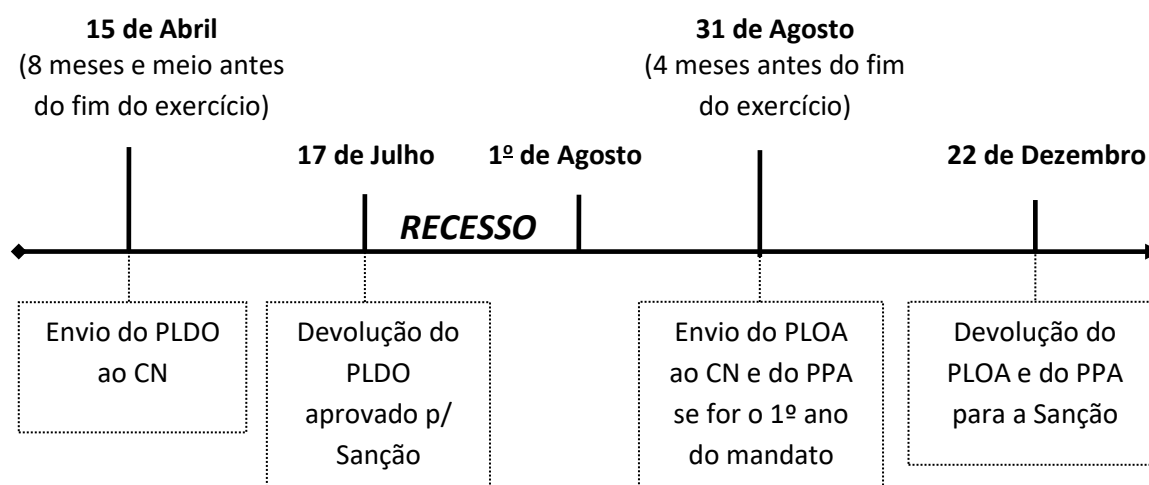 15 de Abril
(8 meses e meio antes
do fim do exercício)
31 de Agosto
(4 meses antes do fim
do exercício)
17 de Julho
1º de Agosto
22 de Dezembro
RECESSO
Envio do PLDO
ao CN
Devolução do
PLDO
aprovado p/
Sanção
Envio do PLOA
ao CN e do PPA
se for o 1º ano
do mandato
Devolução do
PLOA e do PPA
para a Sanção